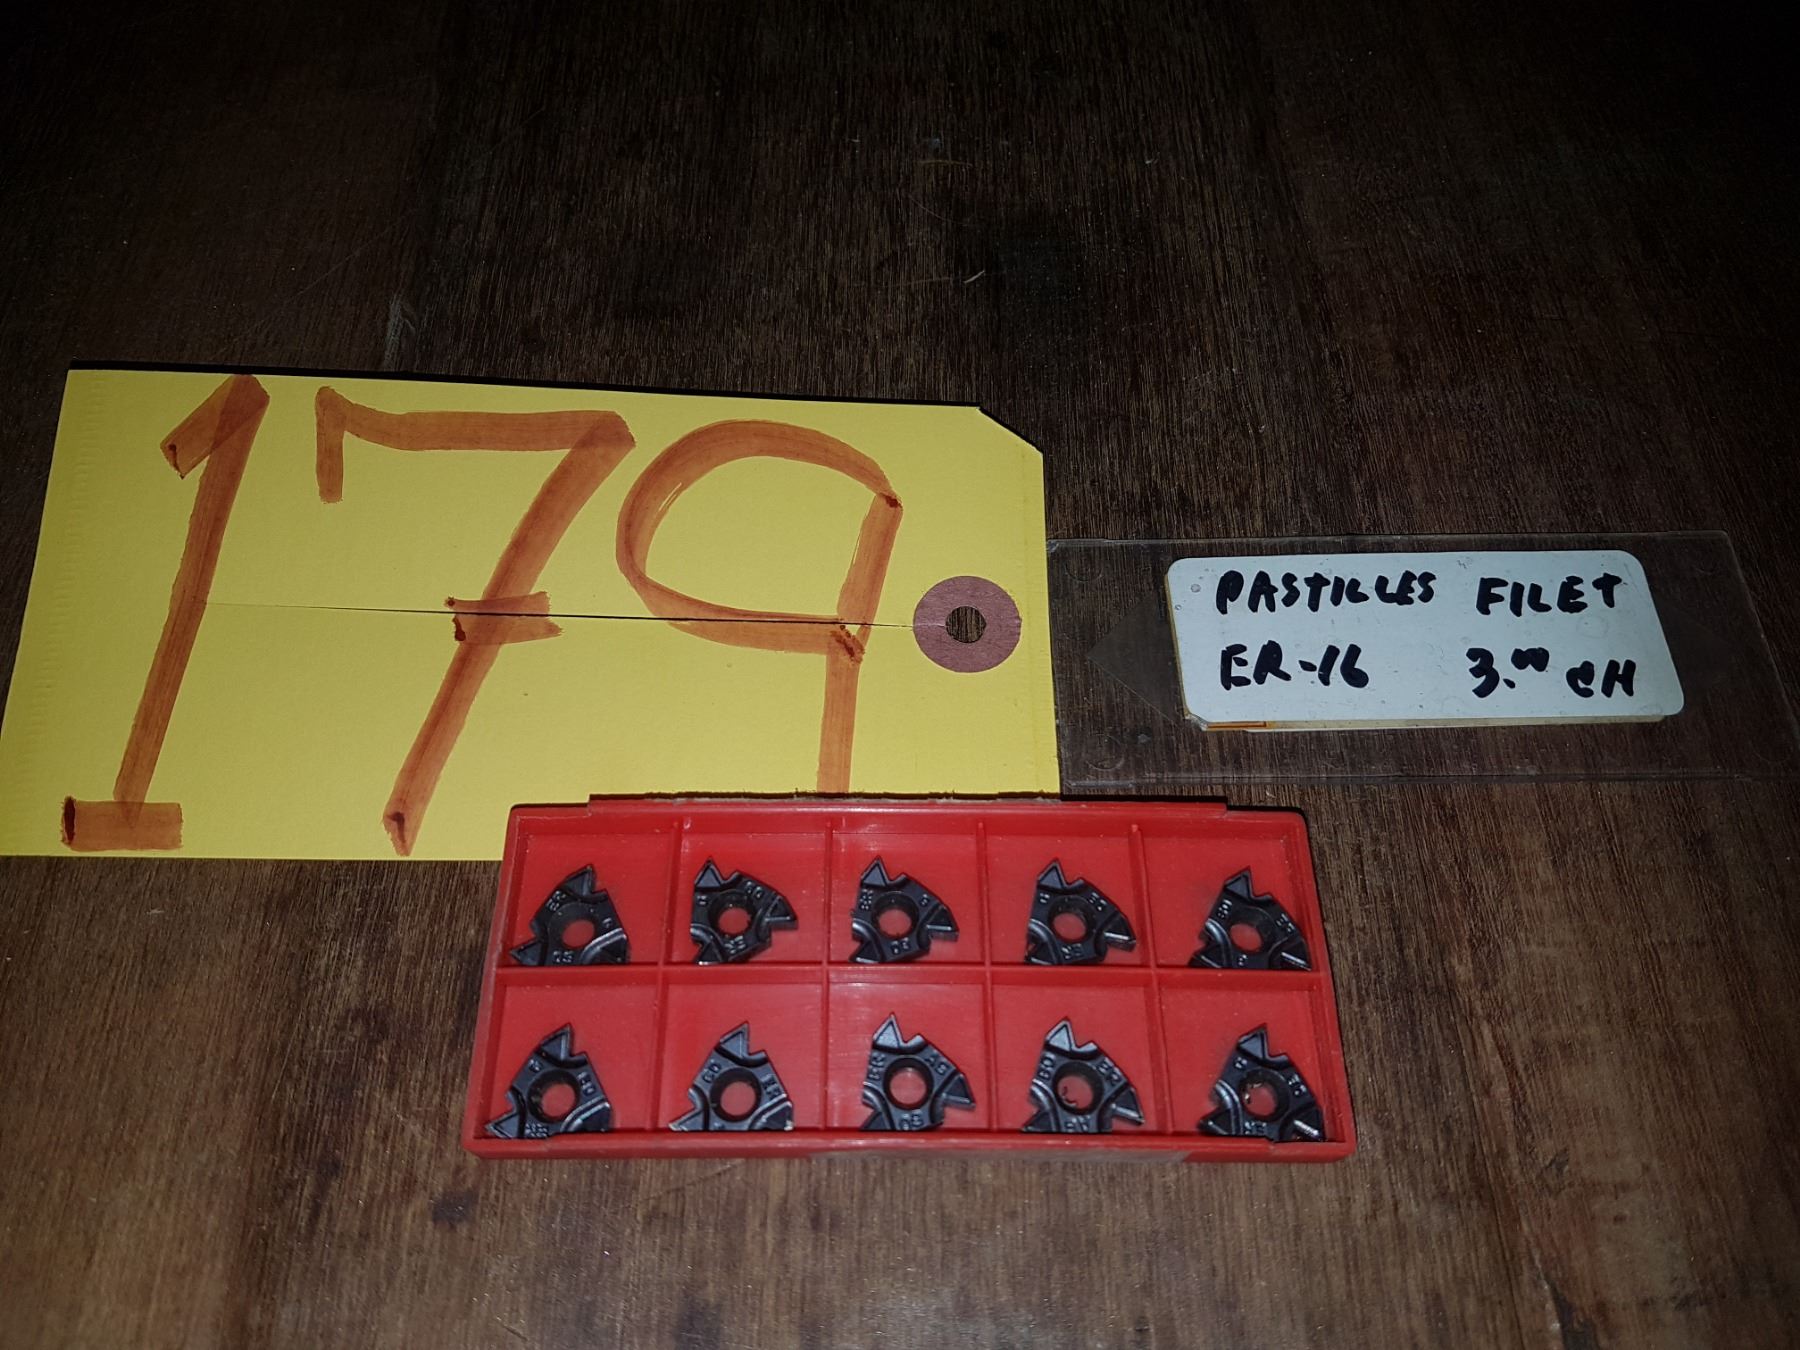 179
PASTILLES FILET
ER-16 3.00 CH